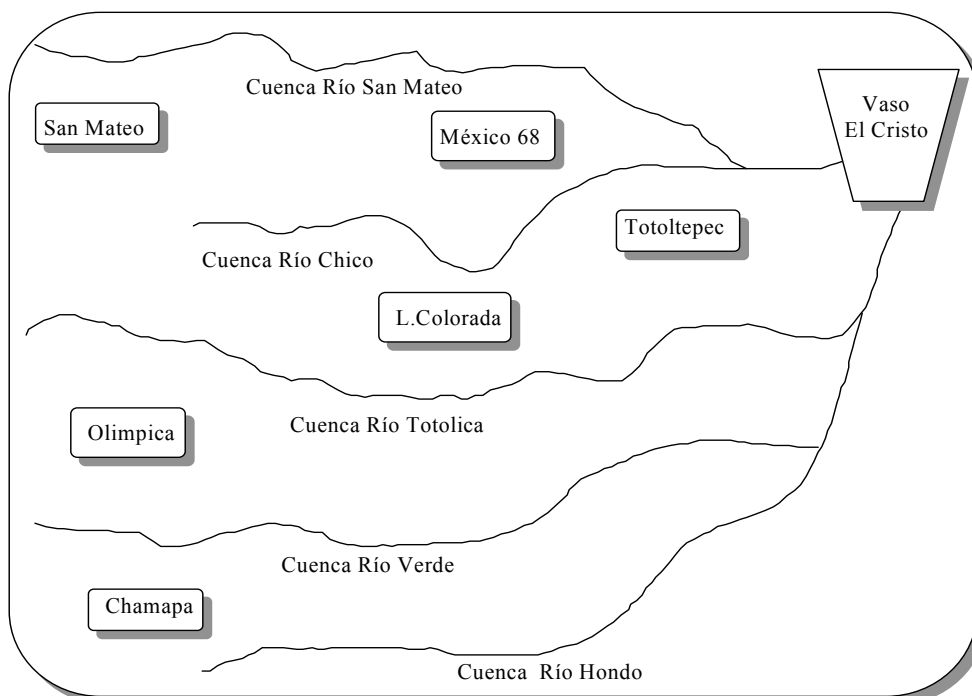 Cuenca Río San Mateo
Vaso
El Cristo
San Mateo
México 68
Totoltepec
Cuenca Río Chico
L.Colorada
Cuenca Río Totolica
Olimpica
Cuenca Río Verde
Chamapa
Cuenca Río Hondo